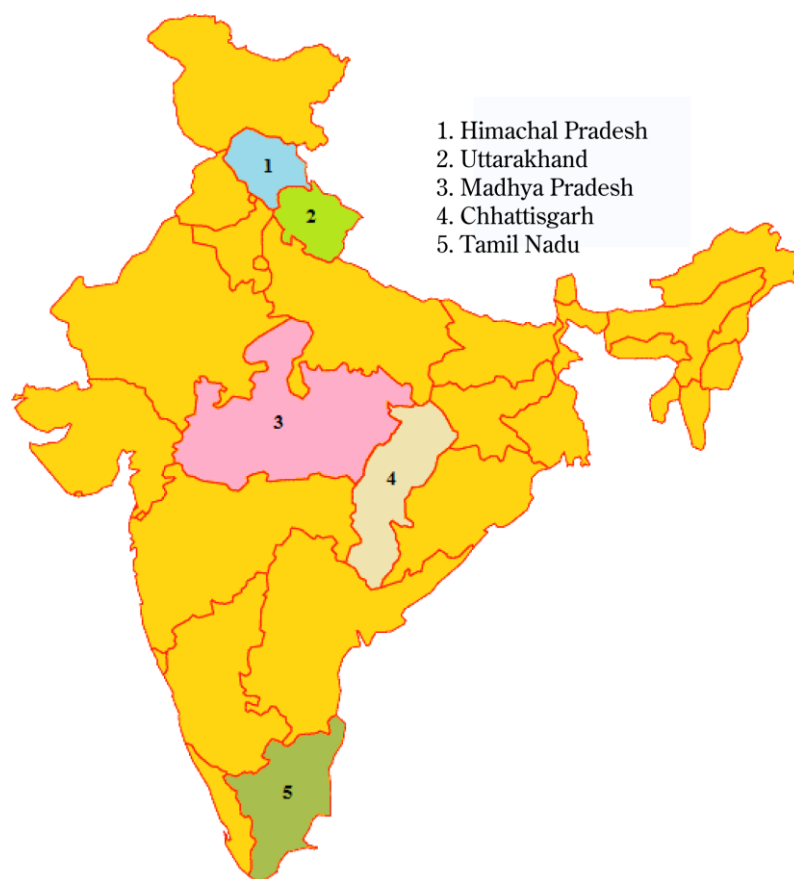 1. Himachal Pradesh
2. Uttarakhand
3. Madhya Pradesh
4. Chhattisgarh
5. Tamil Nadu
1
2
3
4
5